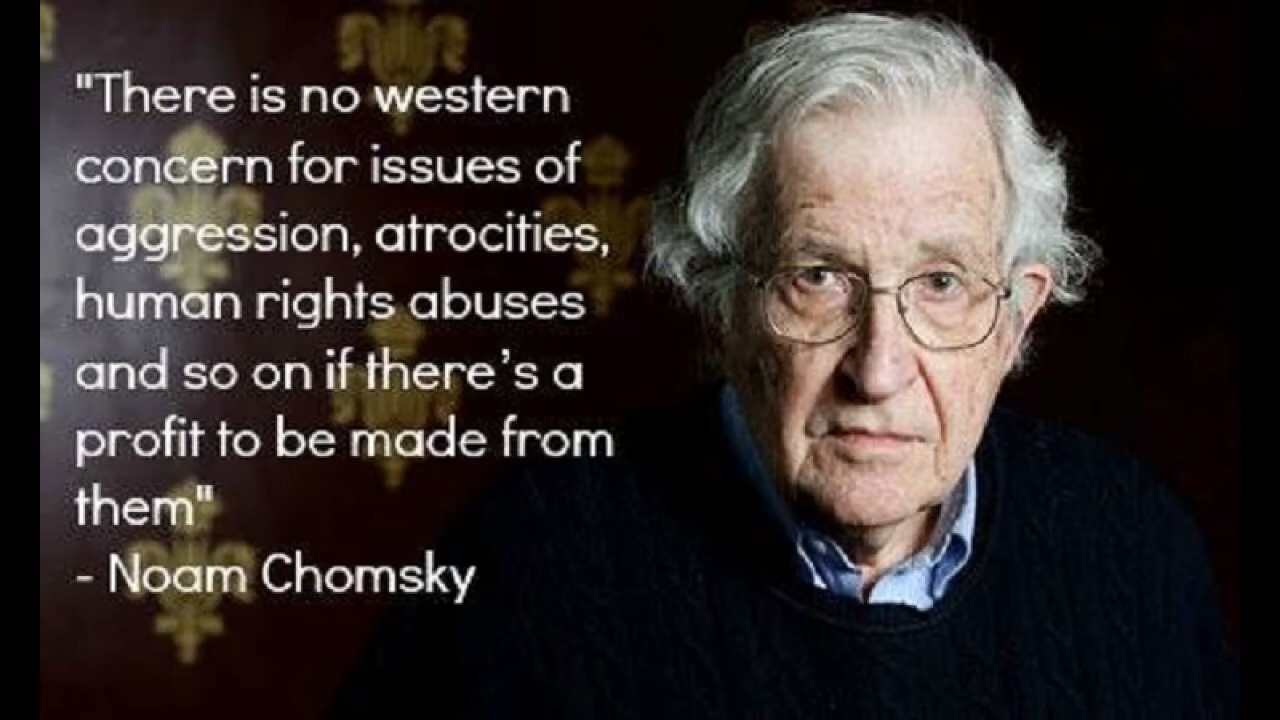 "There is no western
concern for issues of
aggression, atrocities,
human rights abuses
and so on if there’s a
profit to be made from
them"
- Noam Chomsky